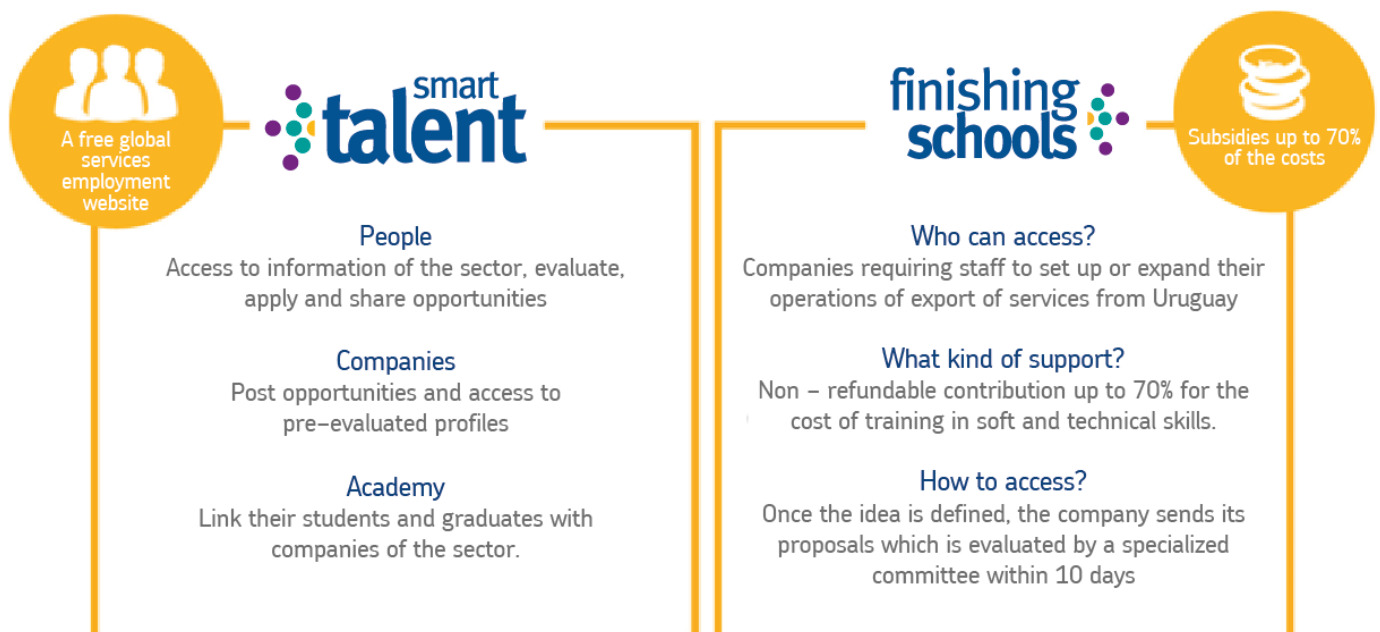 A free global
services
employment
website
smart
talent
People
Access to information of the sector, evaluate,
apply and share opportunities
Companies
Post opportunities and access to
pre–evaluated profiles
Academy
Link their students and graduates with
companies of the sector.
finishing
schools
Subsidies up to 70%
of the costs
Who can access?
Companies requiring staff to set up or expand their
operations of export of services from Uruguay
What kind of support?
Non – refundable contribution up to 70% for the
cost of training in soft and technical skills.
How to access?
Once the idea is defined, the company sends its
proposals which is evaluated by a specialized
committee within 10 days